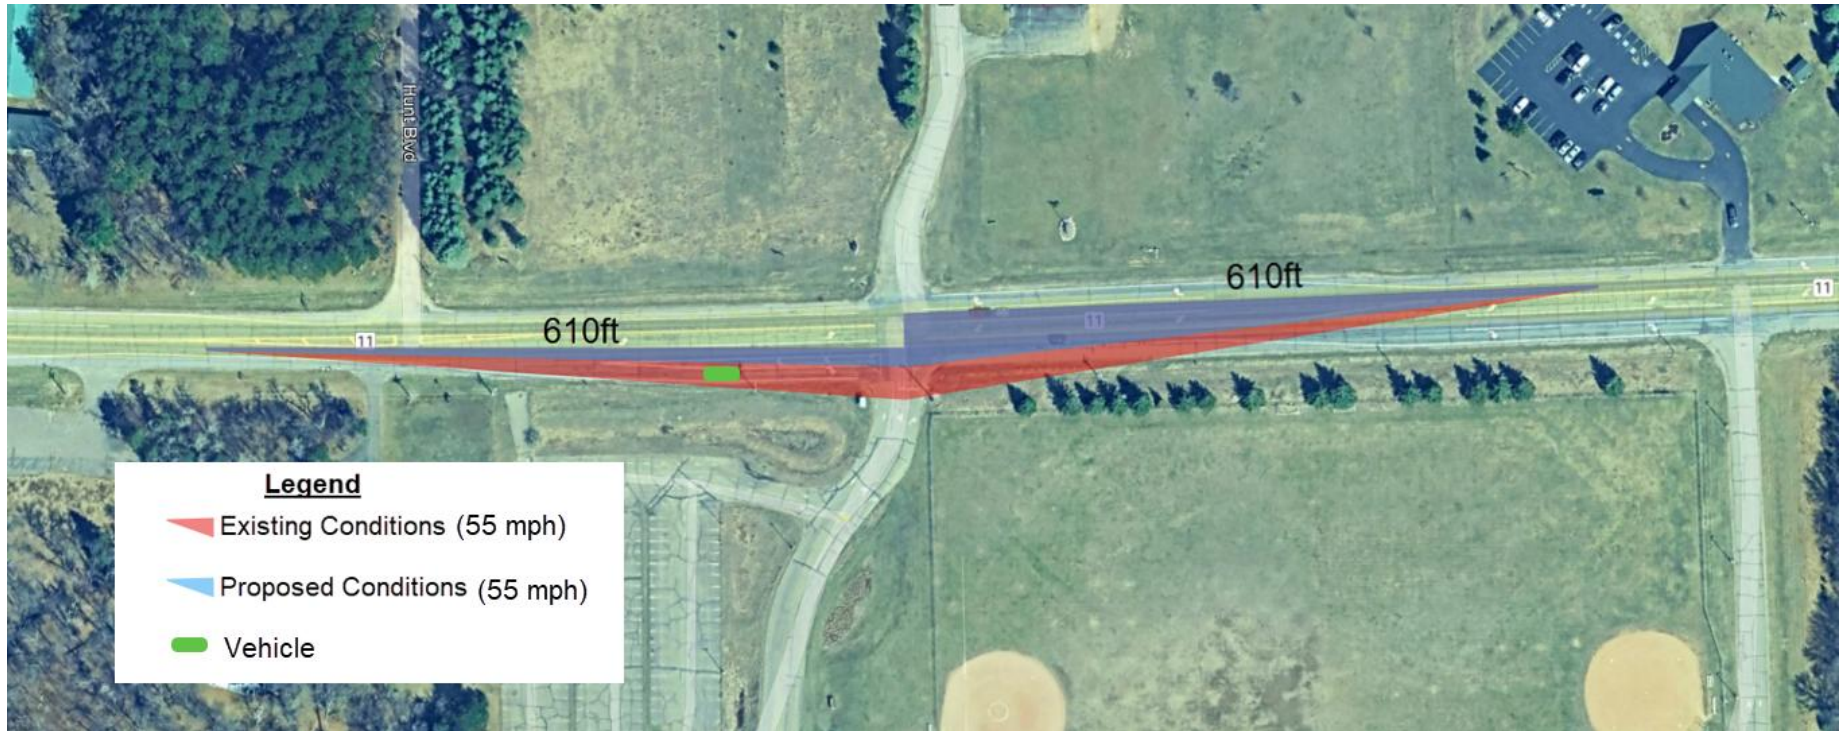 Hunt Blvd
610ft
610ft
11
11
11
Legend
Existing Conditions (55 mph)
Proposed Conditions (55 mph)
Vehicle